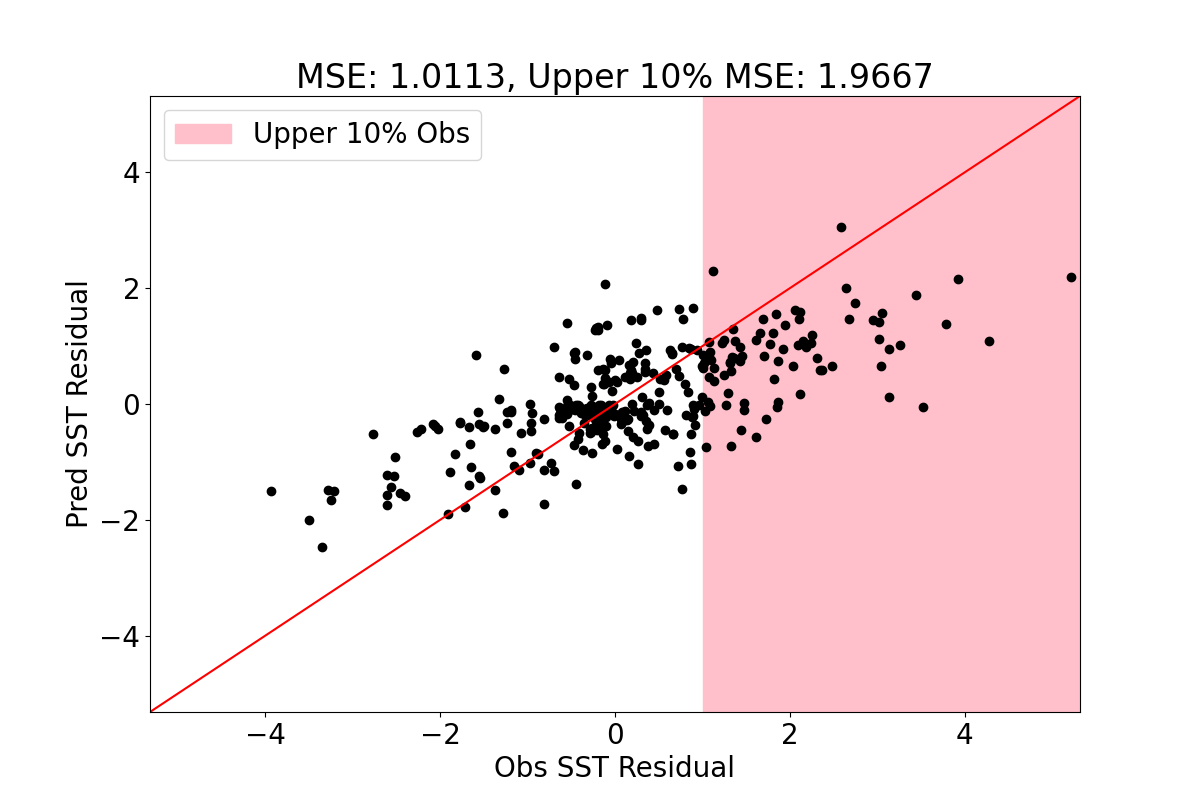 MSE: 1.0113, Upper 10% MSE: 1.9667
Upper 10% Obs
Pred SST Residual
4
2
0
−2
−4
−4
−2
0
2
4
Obs SST Residual